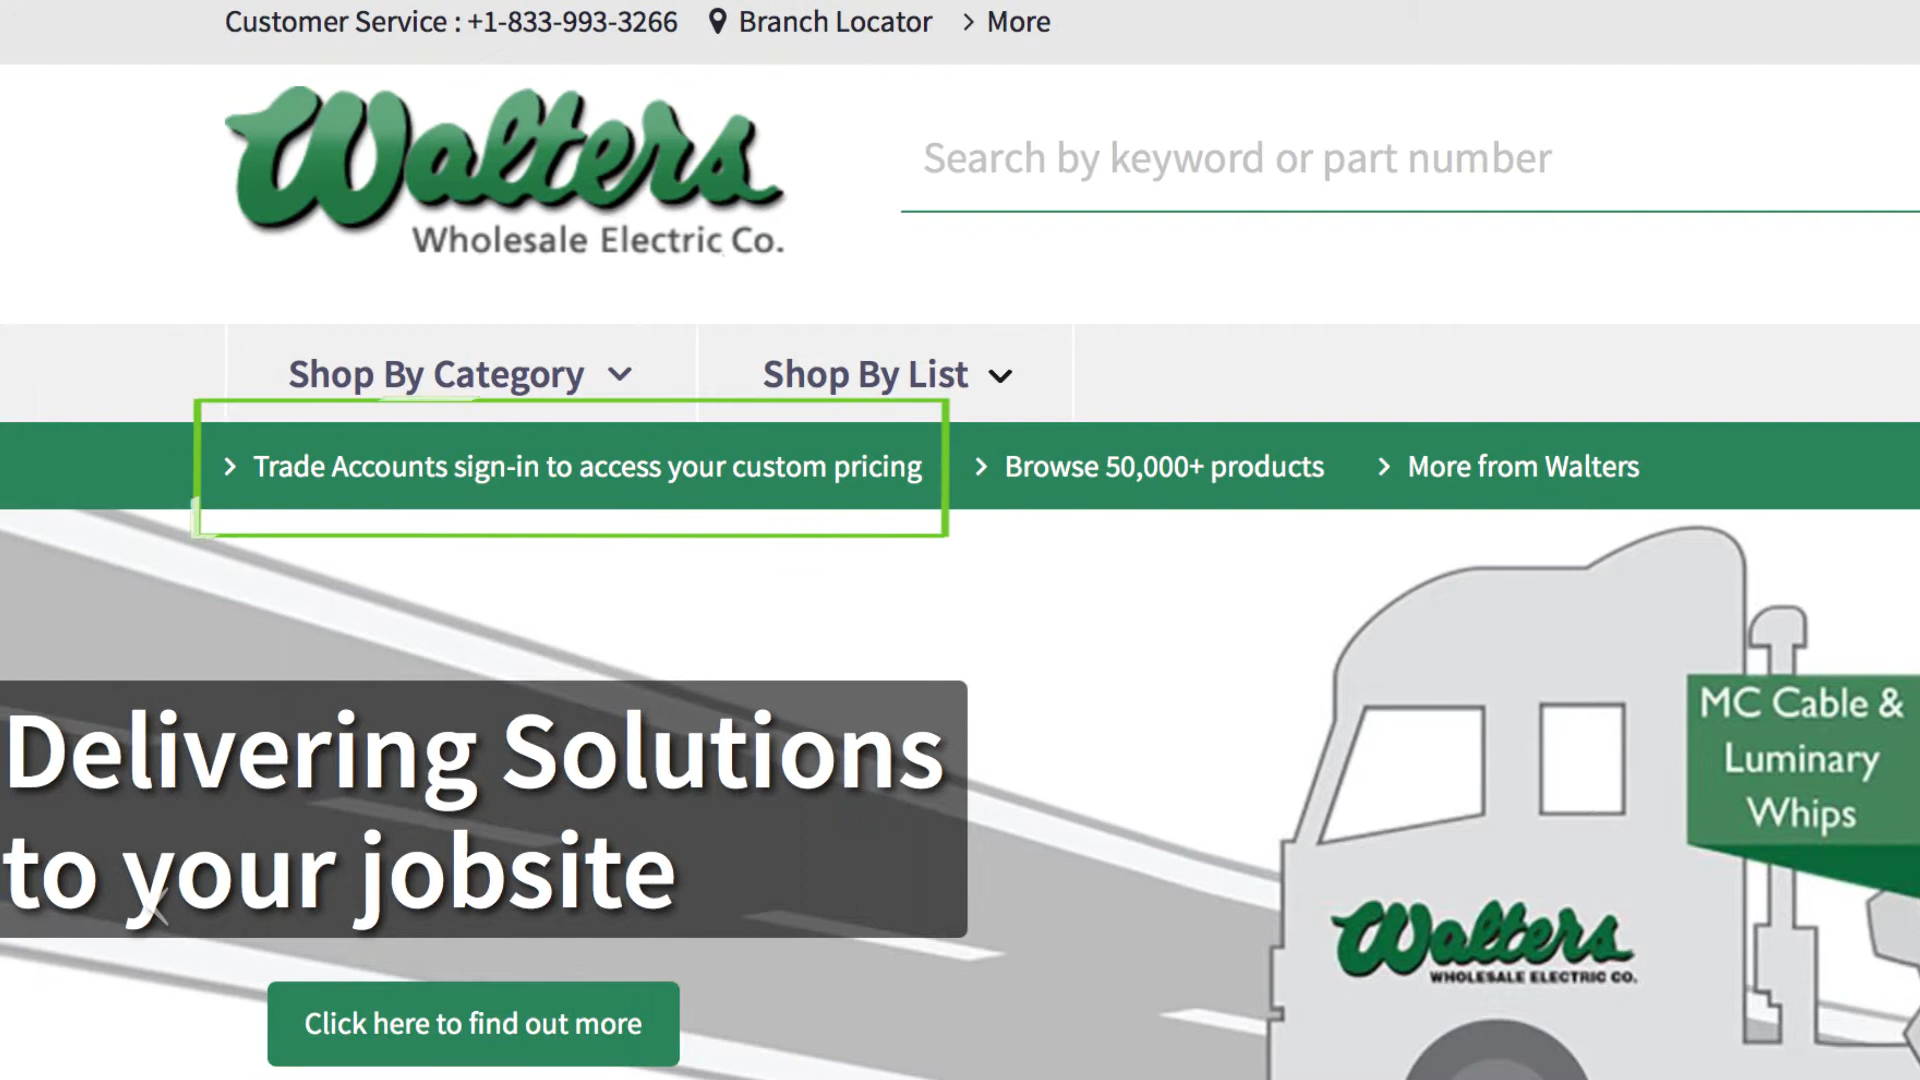 Customer Service : +1-833-993-3266 Branch Locator > More
Walters
Wholesale Electric Co.
Search by keyword or part number
Shop By Category Shop By List
> Trade Accounts sign-in to access your custom pricing > Browse 50,000+ products > More from Walters
MC Cable &
Luminary
Whips
Delivering Solutions
to your jobsite
Walters
WHOLESALE ELECTRIC CO.
Click here to find out more